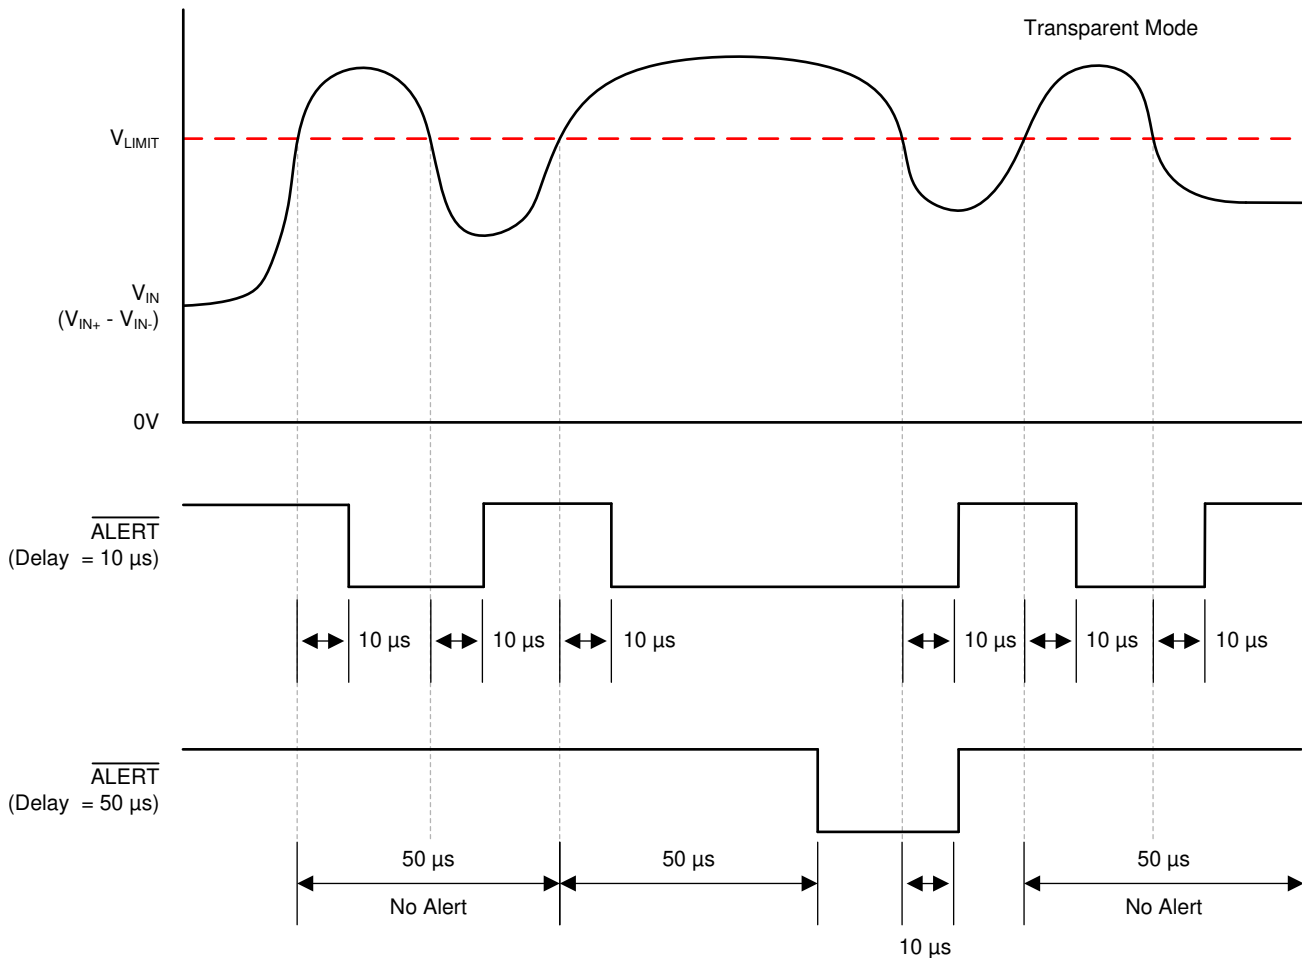 Transparent Mode
VLIMIT
VIN
(VIN+ - VIN-)
0V
ALERT
(Delay = 10 µs)
10 µs
10 µs
10 µs
10 µs
10 µs
10 µs
ALERT
(Delay = 50 µs)
50 µs
50 µs
50 µs
No Alert
No Alert
10 µs